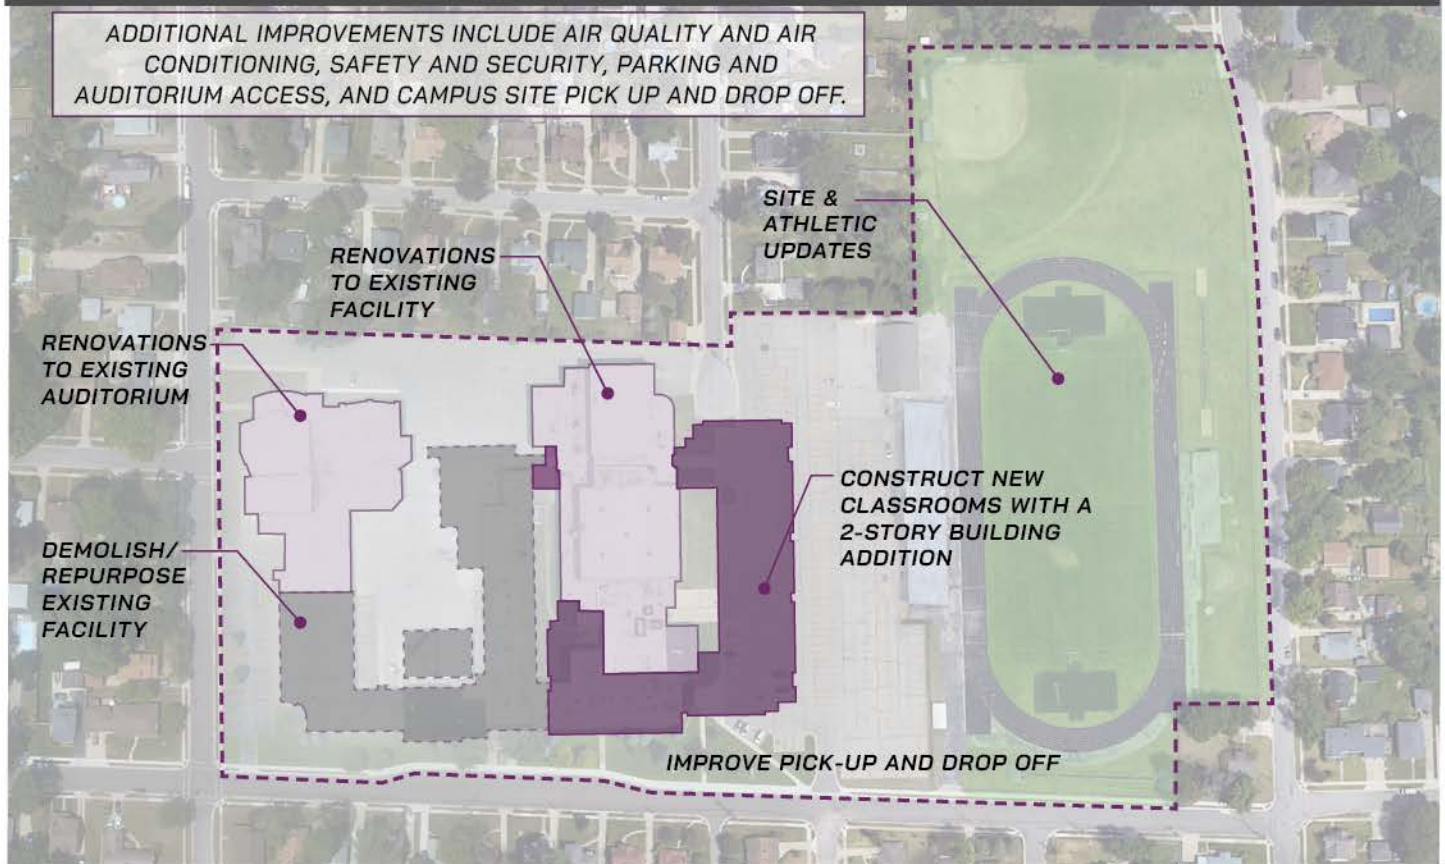 ADDITIONAL IMPROVEMENTS INCLUDE AIR QUALITY AND AIR
CONDITIONING, SAFETY AND SECURITY, PARKING AND
AUDITORIUM ACCESS, AND CAMPUS SITE PICK UP AND DROP OFF.
SITE &
ATHLETIC
UPDATES
RENOVATIONS
TO EXISTING
FACILITY
RENOVATIONS
TO EXISTING
AUDITORIUM
CONSTRUCT NEW
CLASSROOMS WITH A
2-STORY BUILDING
ADDITION
DEMOLISH/
REPURPOSE
EXISTING
FACILITY
IMPROVE PICK-UP AND DROP OFF